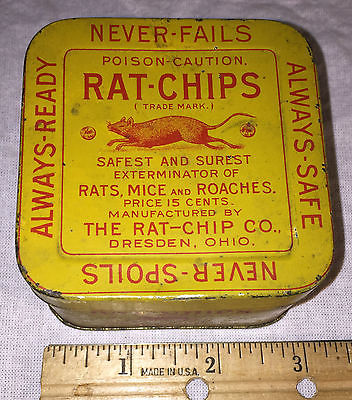 NEVER-FAILS
ALWAYS-READY
ALWAYS-SAFE
POISON-CAUTION.
RAT-CHIPS
( TRADE MARK. )
SAFEST AND SUREST
EXTERMINATOR OF
RATS, MICE AND ROACHES.
PRICE 15 CENTS.
MANUFACTURED BY
THE RAT-CHIP CO.,
DRESDEN, OHIO.
NEVER-SPOILS
1 2 3
MADE IN U.S.A.